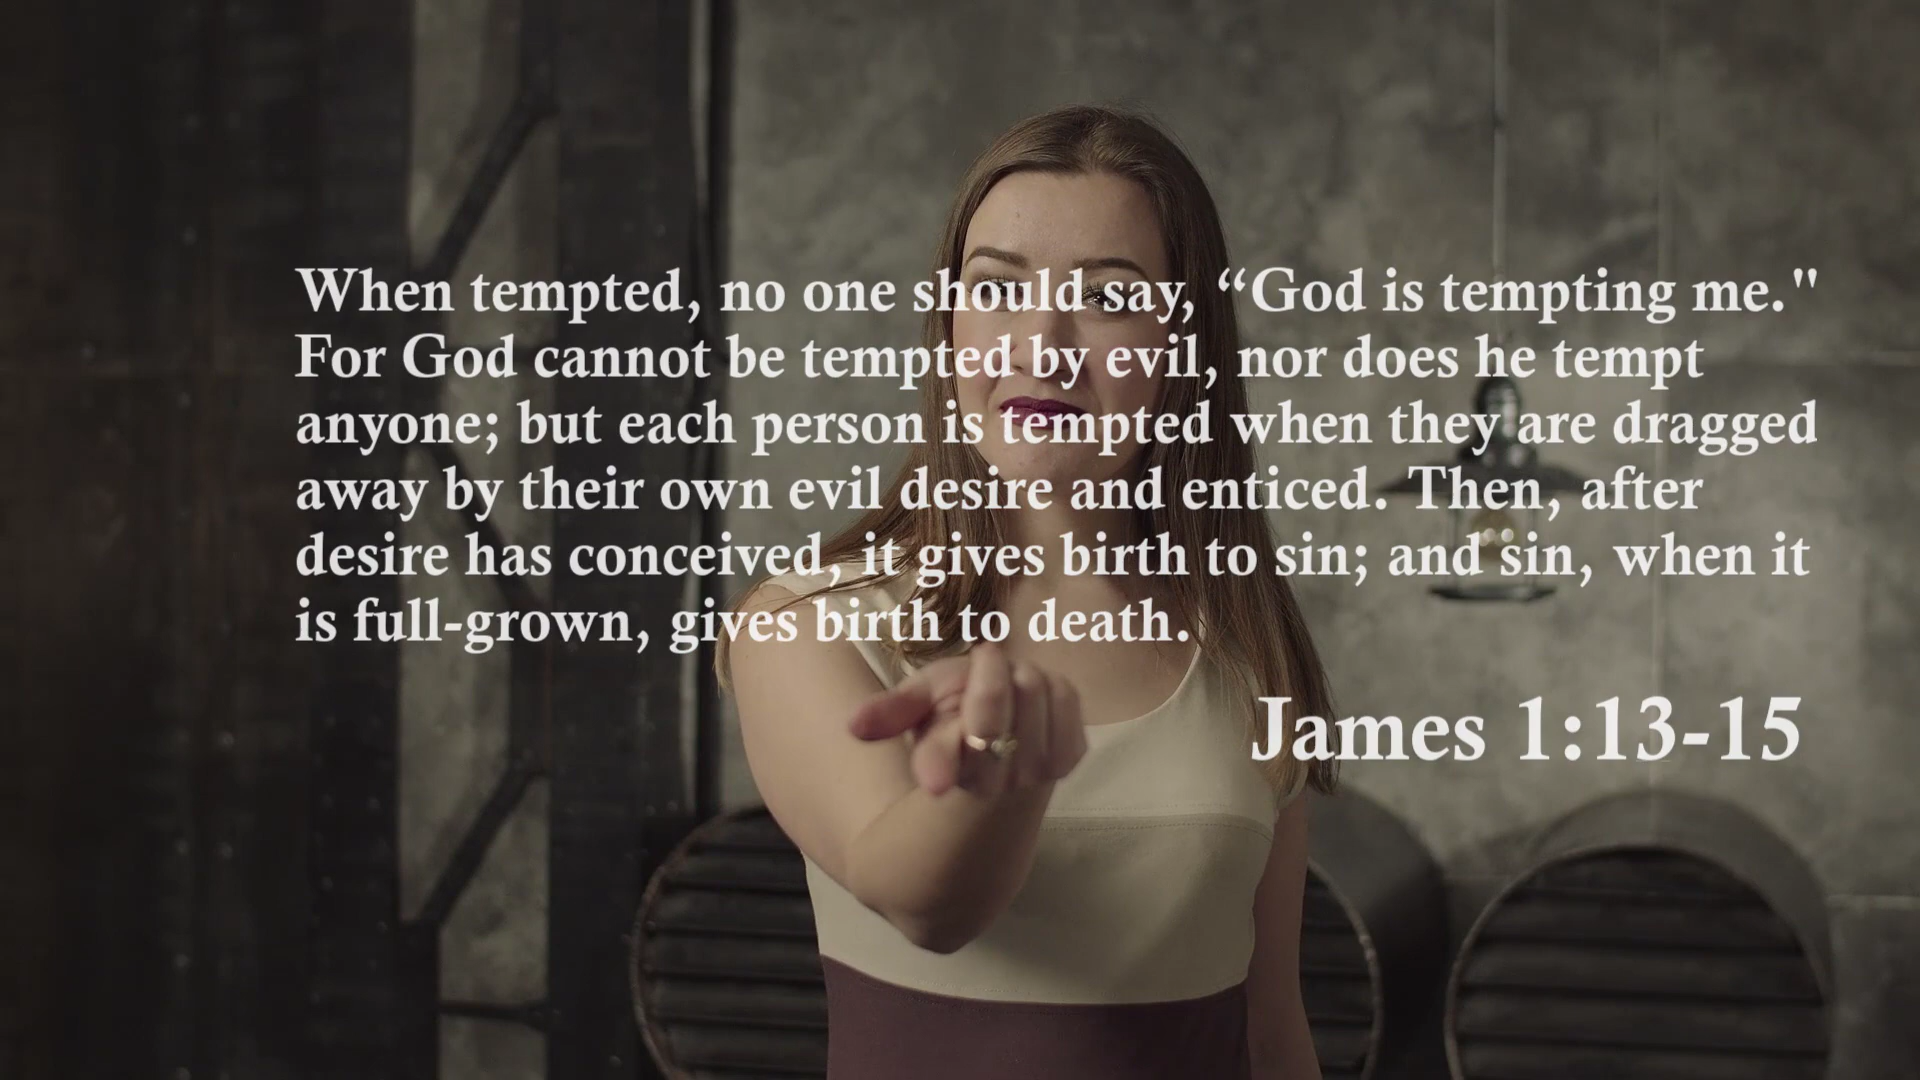 When tempted, no one should say, “God is tempting me."
For God cannot be tempted by evil, nor does he tempt
anyone; but each person is tempted when they are dragged
away by their own evil desire and enticed. Then, after
desire has conceived, it gives birth to sin; and sin, when it
is full-grown, gives birth to death.
James 1:13-15